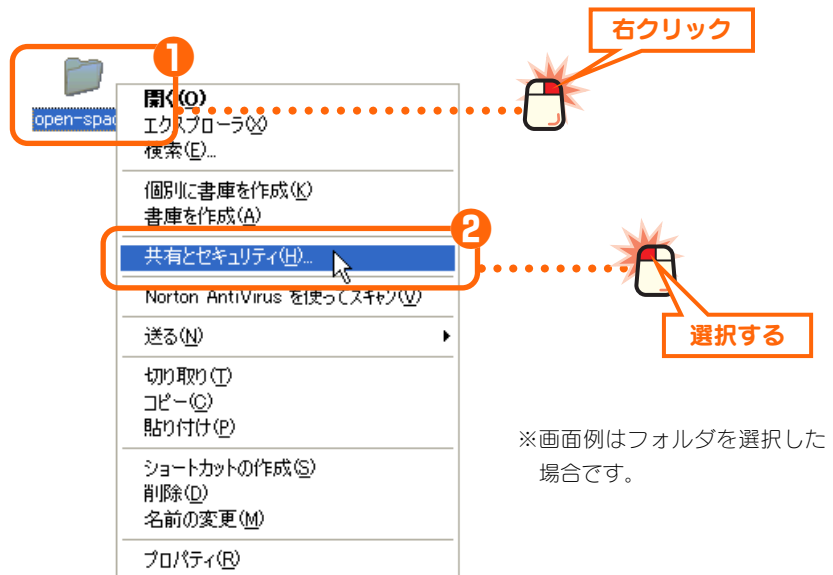 ❶
右クリック
open-spac
開く(O)
エクスプローラ(X)
検索(E)...
個別に書庫を作成(K)
書庫を作成(A)
❷
共有とセキュリティ(H)...
Norton AntiVirus を使ってスキャン(V)
送る(N)
選択する
切り取り(T)
コピー(C)
貼り付け(P)
※画面例はフォルダを選択した
場合です。
ショートカットの作成(S)
削除(D)
名前の変更(M)
プロパティ(R)